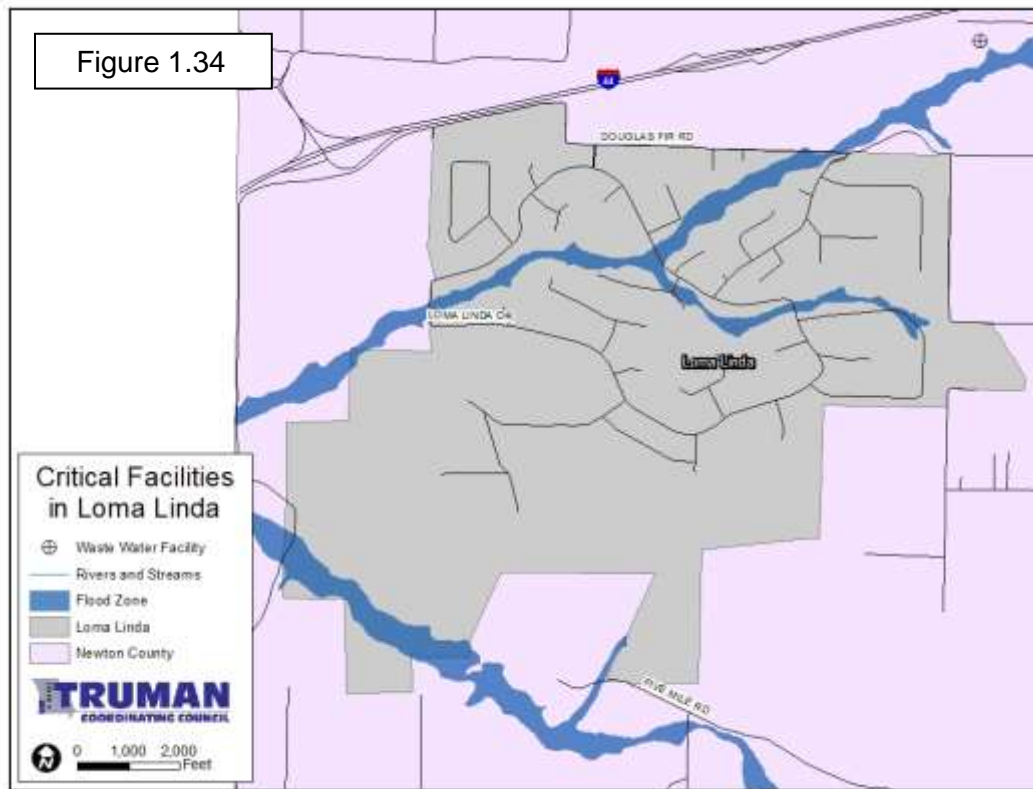 Figure 1.34
44
DOUGLAS FIR RD
LOMA LINDA DR
Loma Linda
FIVE MILE RD
Critical Facilities
in Loma Linda
Waste Water Facility
Rivers and Streams
Flood Zone
Loma Linda
Newton County
TRUMAN
COORDINATING COUNCIL
N
0 1,000 2,000
Feet